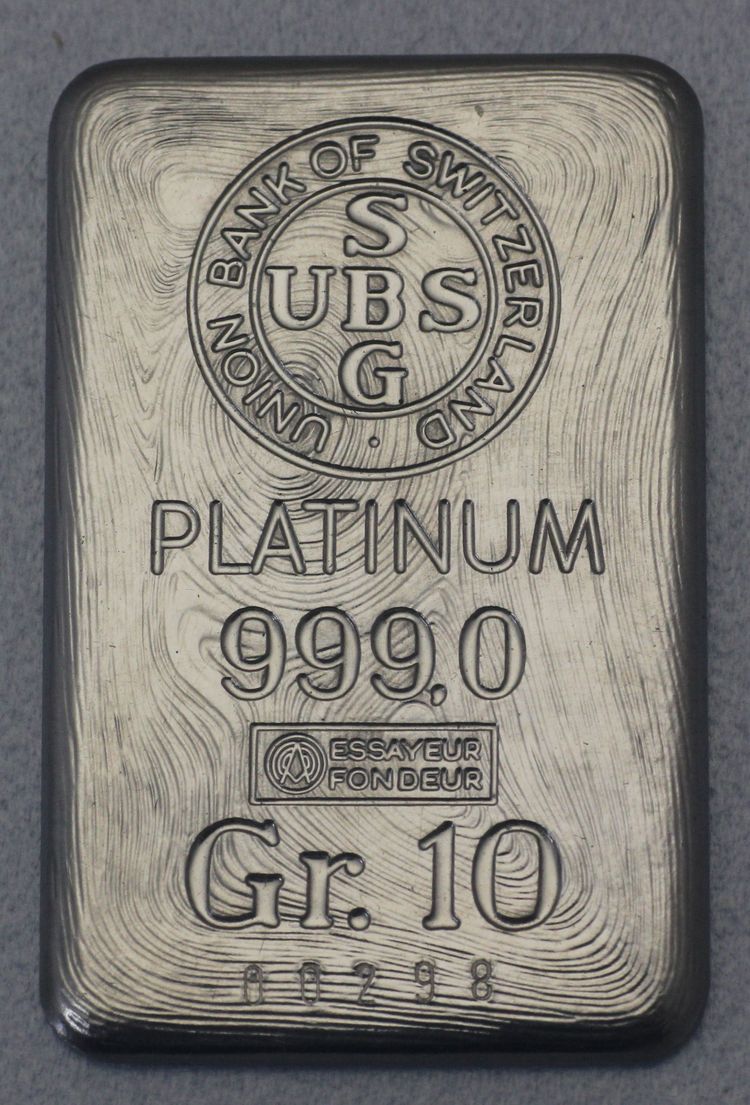 UNION BANK OF SWITZERLAND ·
S
UBS
G
PLATINUM
999,0
ESSAYEUR
FONDEUR
Gr. 10
00298